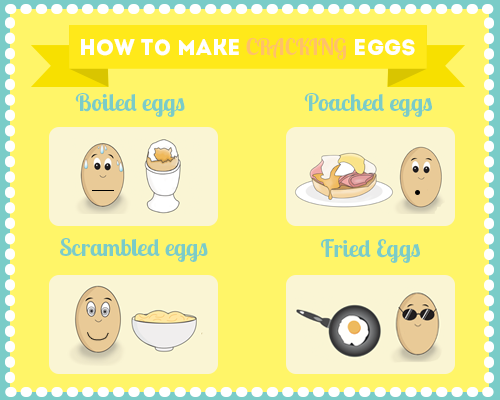 HOW TO MAKE CRACKING EGGS
Boiled eggs
Poached eggs
Scrambled eggs
Fried Eggs